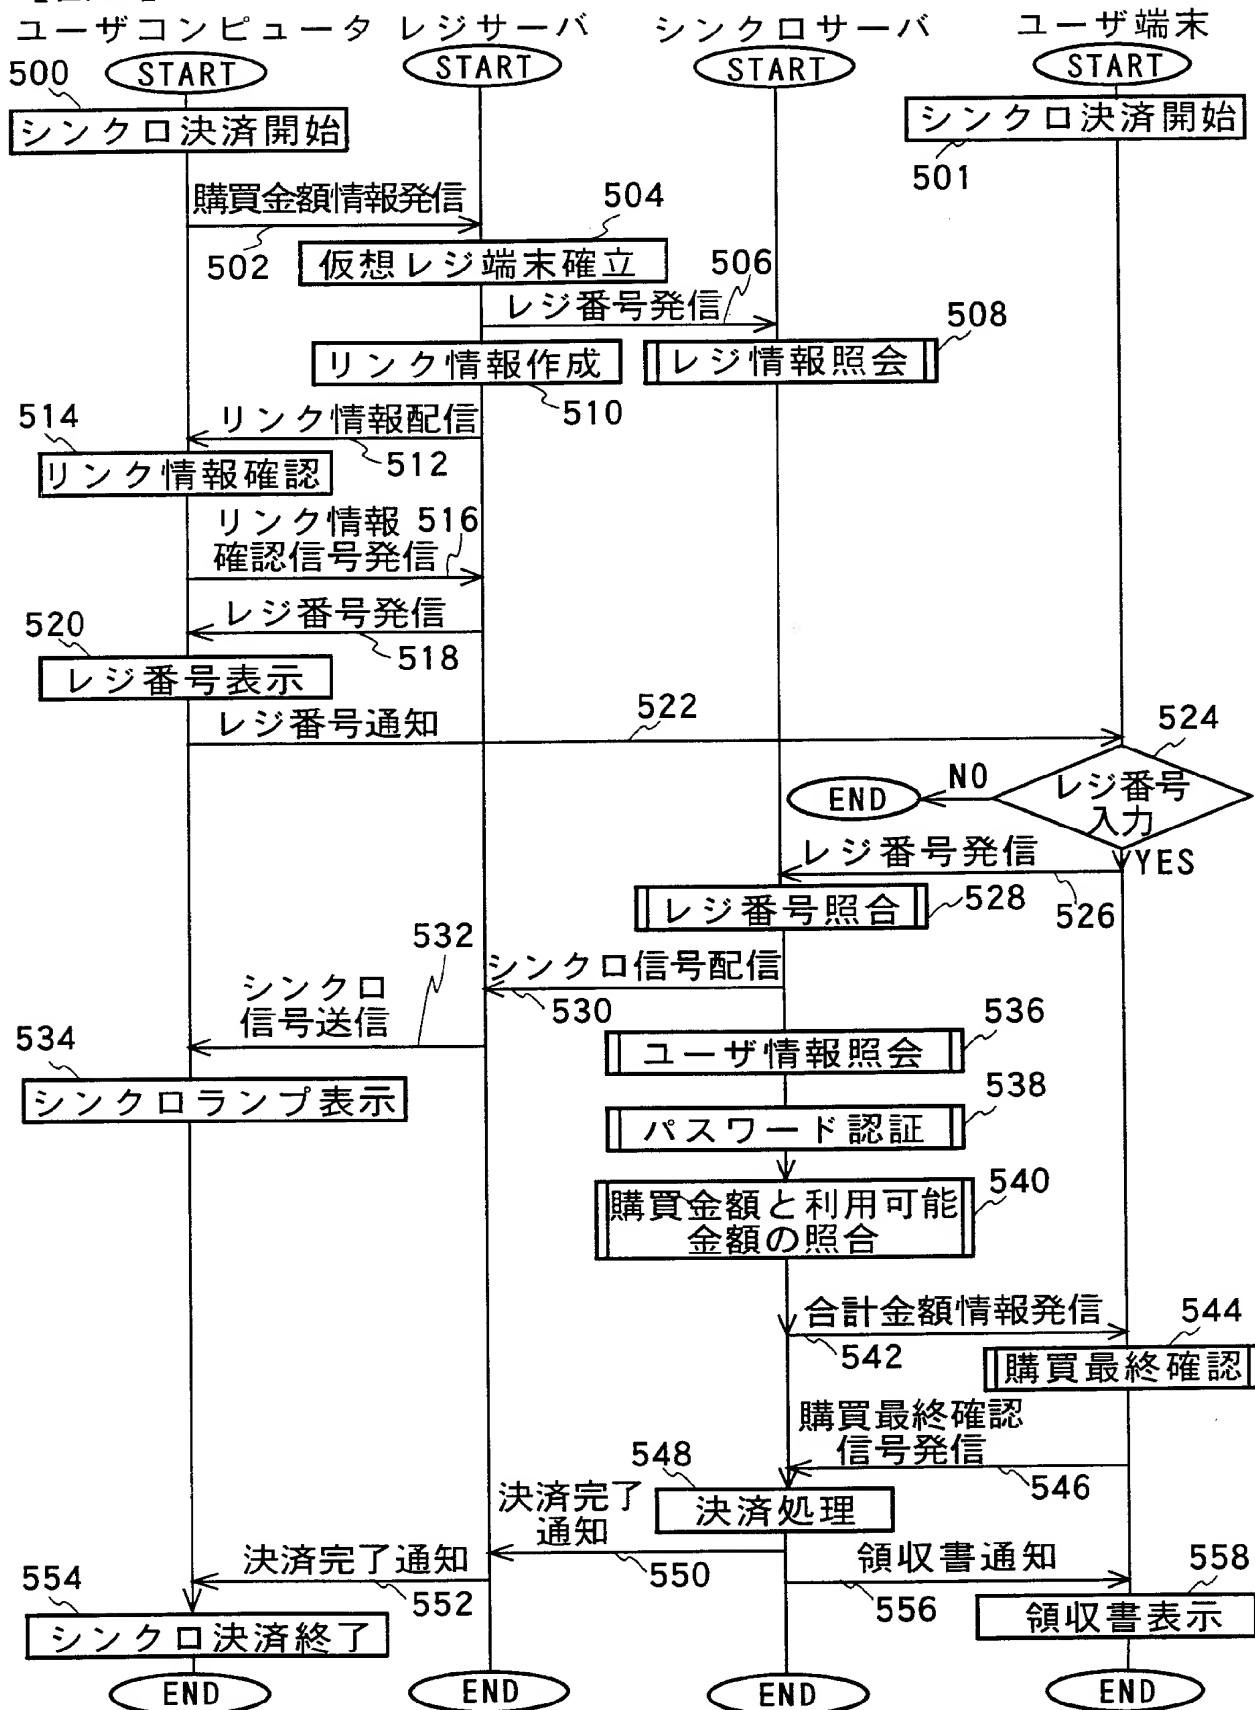 ユーザコンピュータ
レジサーバ
シンクロサーバ
ユーザ端末
START
START
START
START
500
シンクロ決済開始
シンクロ決済開始
501
購買金額情報発信
502
504
仮想レジ端末確立
506
レジ番号発信
508
リンク情報作成
510
レジ情報照会
514
リンク情報配信
512
リンク情報確認
リンク情報 516
確認信号発信
レジ番号発信
518
520
レジ番号表示
レジ番号通知
522
524
レジ番号
入力
NO
END
YES
レジ番号発信
526
レジ番号照合
528
532
シンクロ信号配信
530
シンクロ
信号送信
534
シンクロランプ表示
536
ユーザ情報照会
538
パスワード認証
540
購買金額と利用可能
金額の照合
合計金額情報発信
542
544
購買最終確認
購買最終確認
信号発信
546
548
決済処理
決済完了
通知
550
決済完了通知
552
554
シンクロ決済終了
領収書通知
556
558
領収書表示
END
END
END
END